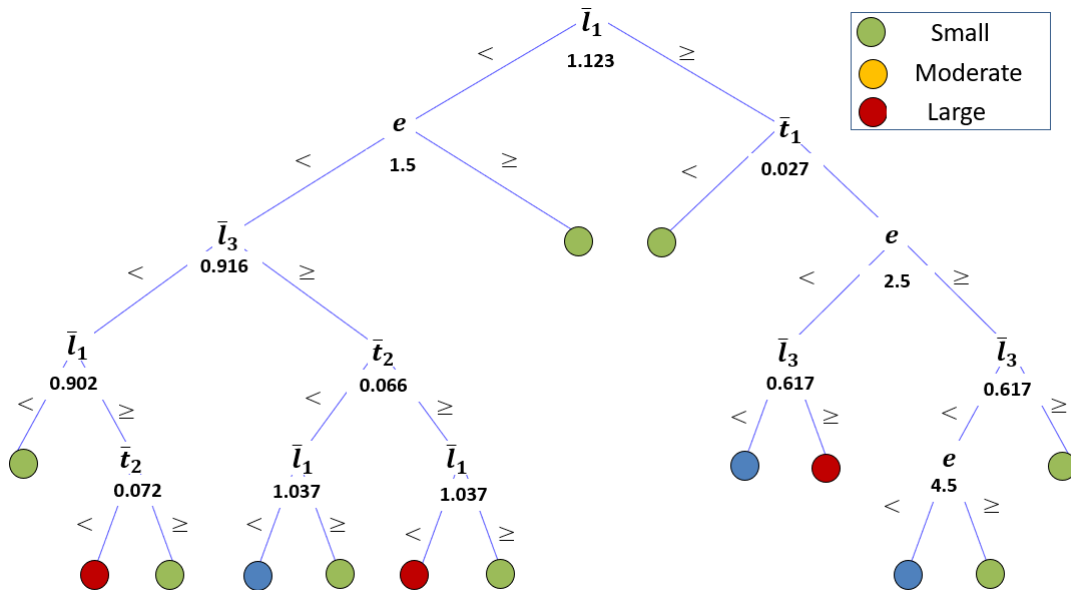 l̄₁
1.123
< ≥
Small
Moderate
Large
e
1.5
< ≥
t̄₁
0.027
<
l̄₃
0.916
< ≥
e
2.5
< ≥
l̄₁
0.902
< ≥
t̄₂
0.066
< ≥
l̄₃
0.617
< ≥
l̄₃
0.617
< ≥
t̄₂
0.072
< ≥
l̄₁
1.037
< ≥
l̄₁
1.037
< ≥
e
4.5
< ≥